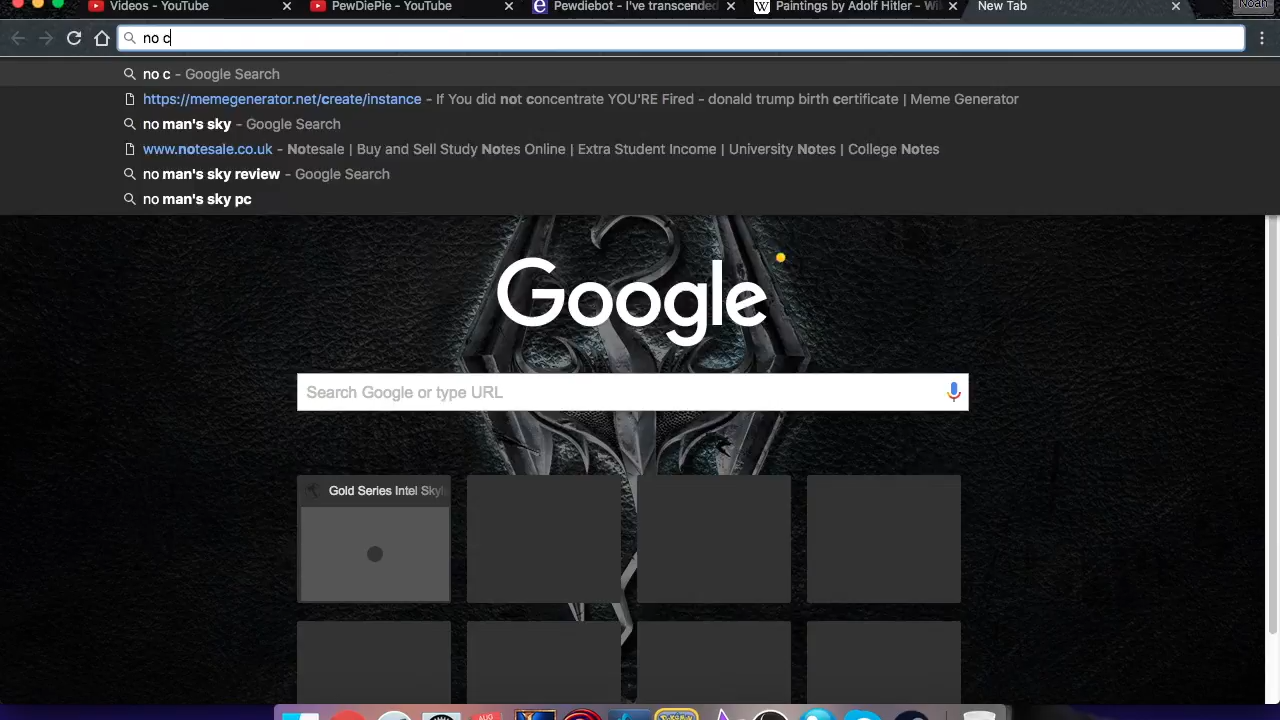 Videos - YouTube
PewDiePie - YouTube
Pewdiebot - I've transcended
Paintings by Adolf Hitler - Wi
New Tab
Noah
no c
no c - Google Search
https://memegenerator.net/create/instance - If You did not concentrate YOU'RE Fired - donald trump birth certificate | Meme Generator
no man's sky - Google Search
www.notesale.co.uk - Notesale | Buy and Sell Study Notes Online | Extra Student Income | University Notes | College Notes
no man's sky review - Google Search
no man's sky pc
Google
Search Google or type URL
Gold Series Intel Skyl
AUG